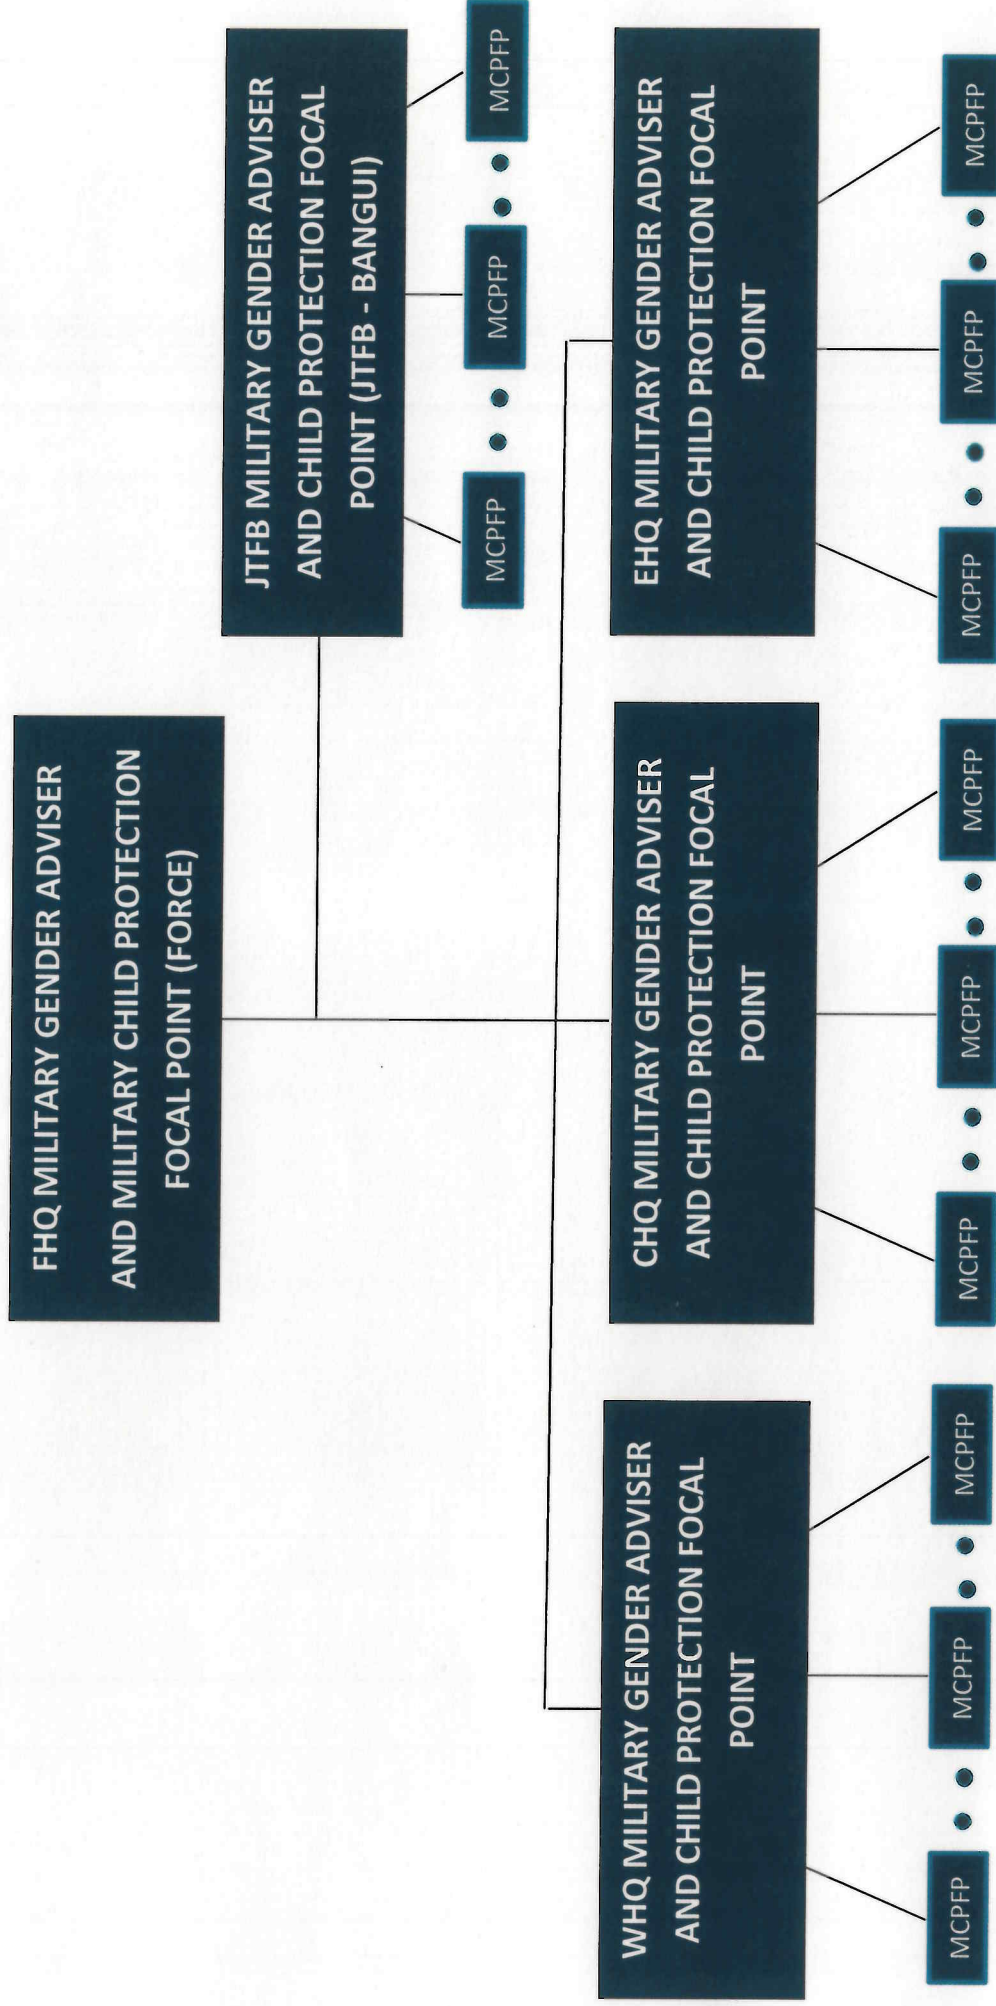 FHQ MILITARY GENDER ADVISER
AND MILITARY CHILD PROTECTION
FOCAL POINT (FORCE)
JTFB MILITARY GENDER ADVISER
AND CHILD PROTECTION FOCAL
POINT (JTFB - BANGUI)
MCPFP
MCPFP
MCPFP
WHQ MILITARY GENDER ADVISER
AND CHILD PROTECTION FOCAL
POINT
CHQ MILITARY GENDER ADVISER
AND CHILD PROTECTION FOCAL
POINT
EHQ MILITARY GENDER ADVISER
AND CHILD PROTECTION FOCAL
POINT
MCPFP
MCPFP
MCPFP
MCPFP
MCPFP
MCPFP
MCPFP
MCPFP
MCPFP